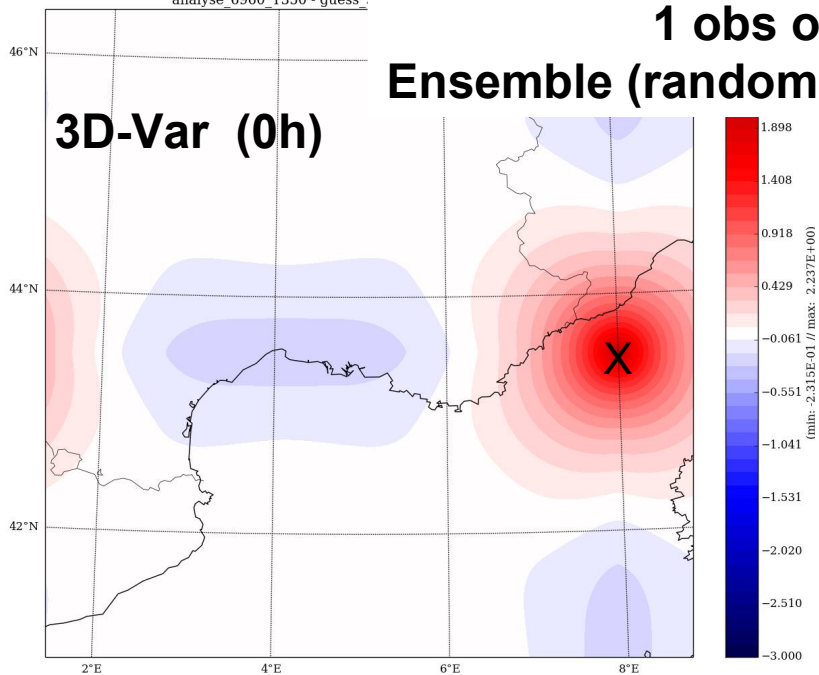 analyse_6960_1350 - guess_
1 obs o
Ensemble (random
3D-Var (0h)
46°N
44°N
42°N
2°E
4°E
6°E
8°E
X
1.898
1.408
0.918
0.429
−0.061
−0.551
−1.041
−1.531
−2.020
−2.510
−3.000
(min: -2.315E-01 // max: 2.237E+00)